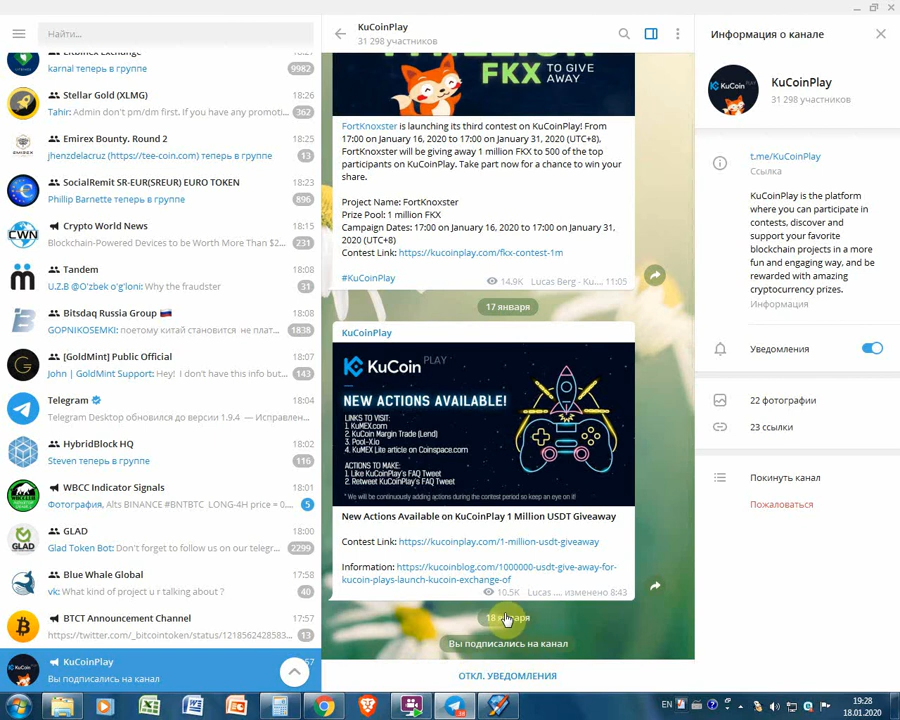 Найти...
karnal теперь в группе
9982
Stellar Gold (XLMG)
18:26
Tahir: Admin don't pm/dm first. If you have any promoti...
362
Emirex Bounty. Round 2
18:25
jhenzdelacruz (https://tee-coin.com) теперь в группе
13
SocialRemit SR-EUR(SREUR) EURO TOKEN
18:23
Phillip Barnette теперь в группе
896
Crypto World News
18:15
Blockchain-Powered Devices to be Worth More Than $2...
231
Tandem
18:08
U.Z.B @O'zbek o'g'loni: Why the fraudster
31
Bitsdaq Russia Group
18:08
GOPNIKOSEMKI: поетому китай становится не плат...
1838
[GoldMint] Public Official
18:07
John | GoldMint Support: Hey! I don't have this info but...
143
Telegram
18:04
Telegram Desktop обновился до версии 1.9.4 — Исправлен...
HybridBlock HQ
18:02
Steven теперь в группе
116
WBCC Indicator Signals
18:01
Фотография, Alts BINANCE #BNTBTC LONG-4H price = 0....
5
GLAD
18:00
Glad Token Bot: Don't forget to follow us on our telegr...
2299
Blue Whale Global
17:58
vk: What kind of project u r talking about ?
40
BTCT Announcement Channel
17:57
https://twitter.com/_bitcointoken/status/1218562428583...
13
KuCoinPlay
Вы подписались на канал
KuCoinPlay
31 298 участников
FKX TO GIVE
AWAY
FortKnoxster is launching its third contest on KuCoinPlay! From
17:00 on January 16, 2020 to 17:00 on January 31, 2020 (UTC+8),
FortKnoxster will be giving away 1 million FKX to 500 of the top
participants on KuCoinPlay. Take part now for a chance to win your
share.
Project Name: FortKnoxster
Prize Pool: 1 million FKX
Campaign Dates: 17:00 on January 16, 2020 to 17:00 on January 31,
2020 (UTC+8)
Contest Link: https://kucoinplay.com/fkx-contest-1m
#KuCoinPlay
14.9K Lucas Berg - Ku.... 11:05
17 января
KuCoinPlay
KuCoin PLAY
NEW ACTIONS AVAILABLE!
LINKS TO VISIT:
1. KuMEX.com
2. KuCoin Margin Trade (Lend)
3. Pool-X.io
4. KuMEX Lite article on Coinspace.com
ACTIONS TO MAKE:
1. Like KuCoinPlay's FAQ Tweet
2. Retweet KuCoinPlay's FAQ Tweet
* We will be continuously adding actions during the contest period so keep an eye on it!
New Actions Available on KuCoinPlay 1 Million USDT Giveaway
Contest Link: https://kucoinplay.com/1-million-usdt-giveaway
Information: https://kucoinblog.com/1000000-usdt-give-away-for-
kucoin-plays-launch-kucoin-exchange-of
10.5K Lucas .... изменено 8:43
18 января
Вы подписались на канал
ОТКЛ. УВЕДОМЛЕНИЯ
Информация о канале
KuCoinPlay
31 298 участников
t.me/KuCoinPlay
Ссылка
KuCoinPlay is the platform
where you can participate in
contests, discover and
support your favorite
blockchain projects in a more
fun and engaging way, and be
rewarded with amazing
cryptocurrency prizes.
Информация
Уведомления
22 фотографии
23 ссылки
Покинуть канал
Пожаловаться
EN
19:28
18.01.2020